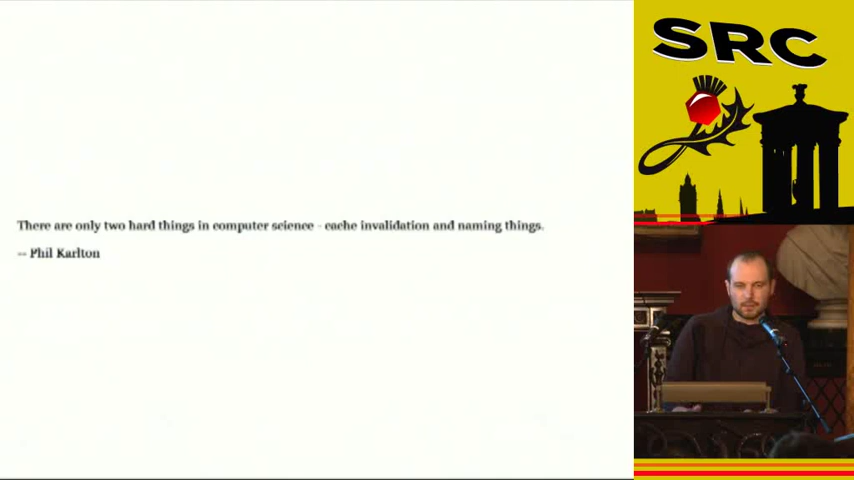 There are only two hard things in computer science - cache invalidation and naming things.
-- Phil Karlton
SRC